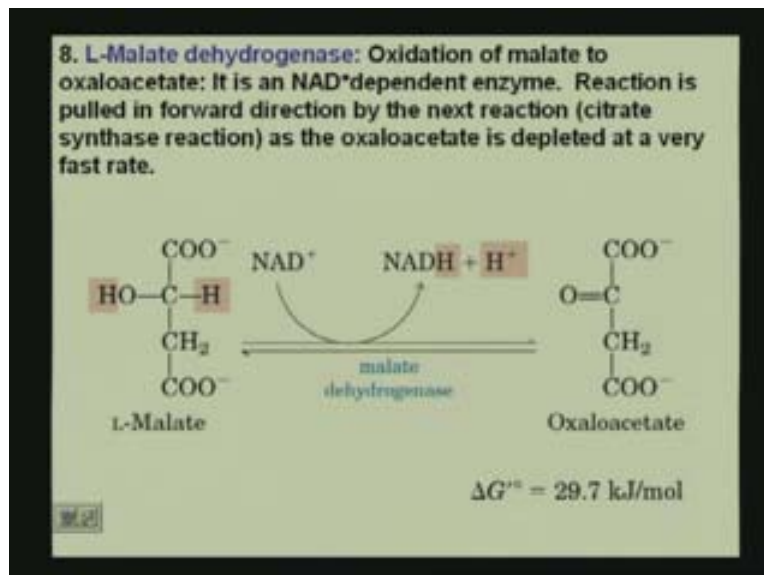 8. L-Malate dehydrogenase: Oxidation of malate to
oxaloacetate: It is an NAD⁺dependent enzyme. Reaction is
pulled in forward direction by the next reaction (citrate
synthase reaction) as the oxaloacetate is depleted at a very
fast rate.
COO⁻ NAD⁺ NADH + H⁺ COO⁻
HO—C—H O=C
CH₂ CH₂
malate
COO⁻ dehydrogenase COO⁻
L-Malate Oxaloacetate
ΔG′° = 29.7 kJ/mol